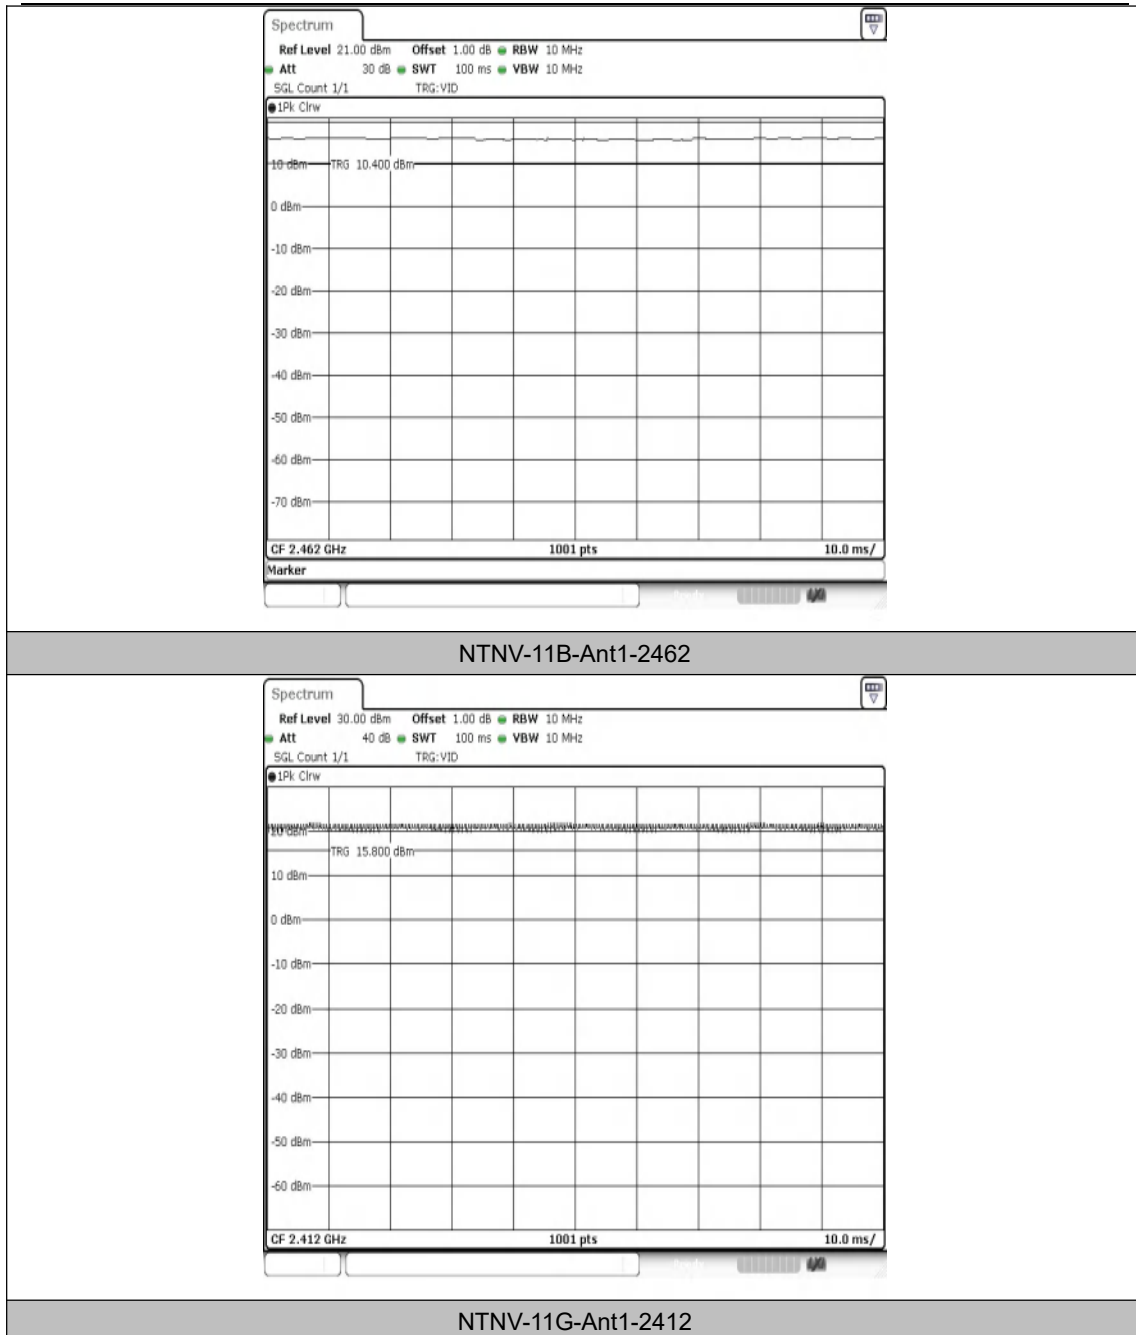 Spectrum
Ref Level 21.00 dBm Offset 1.00 dB RBW 10 MHz
Att 30 dB SWT 100 ms VBW 10 MHz
SGL Count 1/1 TRG:VID
1Pk Clrw
10 dBm TRG 10.400 dBm
0 dBm
-10 dBm
-20 dBm
-30 dBm
-40 dBm
-50 dBm
-60 dBm
-70 dBm
CF 2.462 GHz 1001 pts 10.0 ms/
Marker
NTNV-11B-Ant1-2462
Spectrum
Ref Level 30.00 dBm Offset 1.00 dB RBW 10 MHz
Att 40 dB SWT 100 ms VBW 10 MHz
SGL Count 1/1 TRG:VID
1Pk Clrw
20 dBm
TRG 15.800 dBm
10 dBm
0 dBm
-10 dBm
-20 dBm
-30 dBm
-40 dBm
-50 dBm
-60 dBm
CF 2.412 GHz 1001 pts 10.0 ms/
NTNV-11G-Ant1-2412